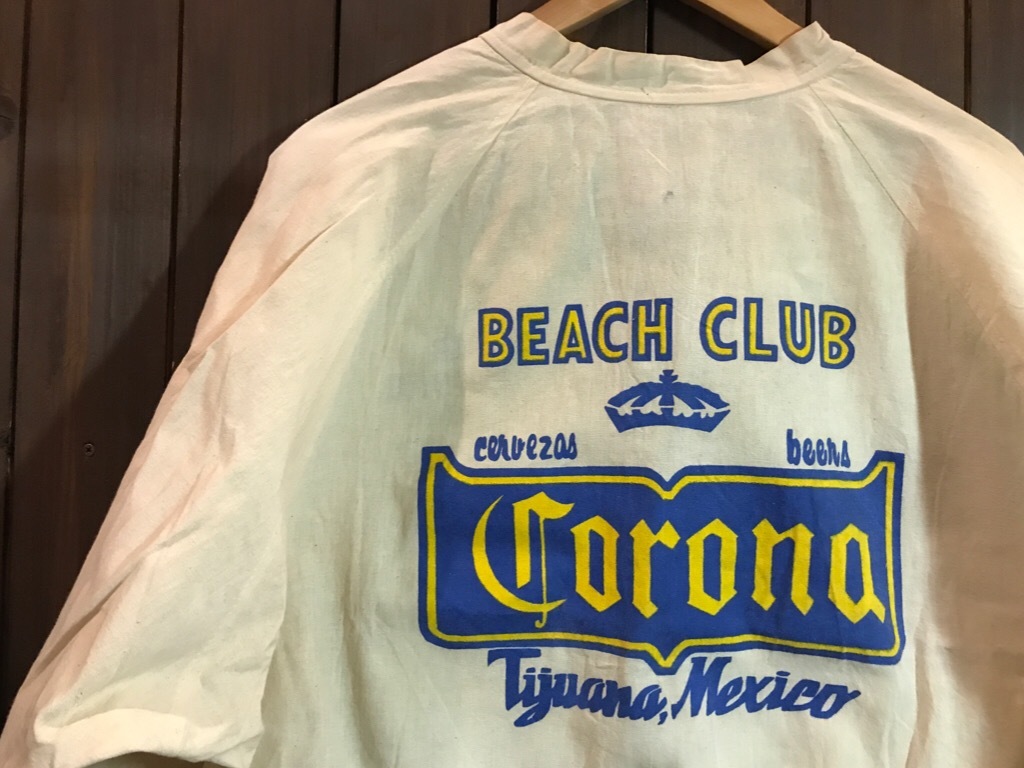 BEACH CLUB
cervezas beers
Corona
Tijuana, Mexico